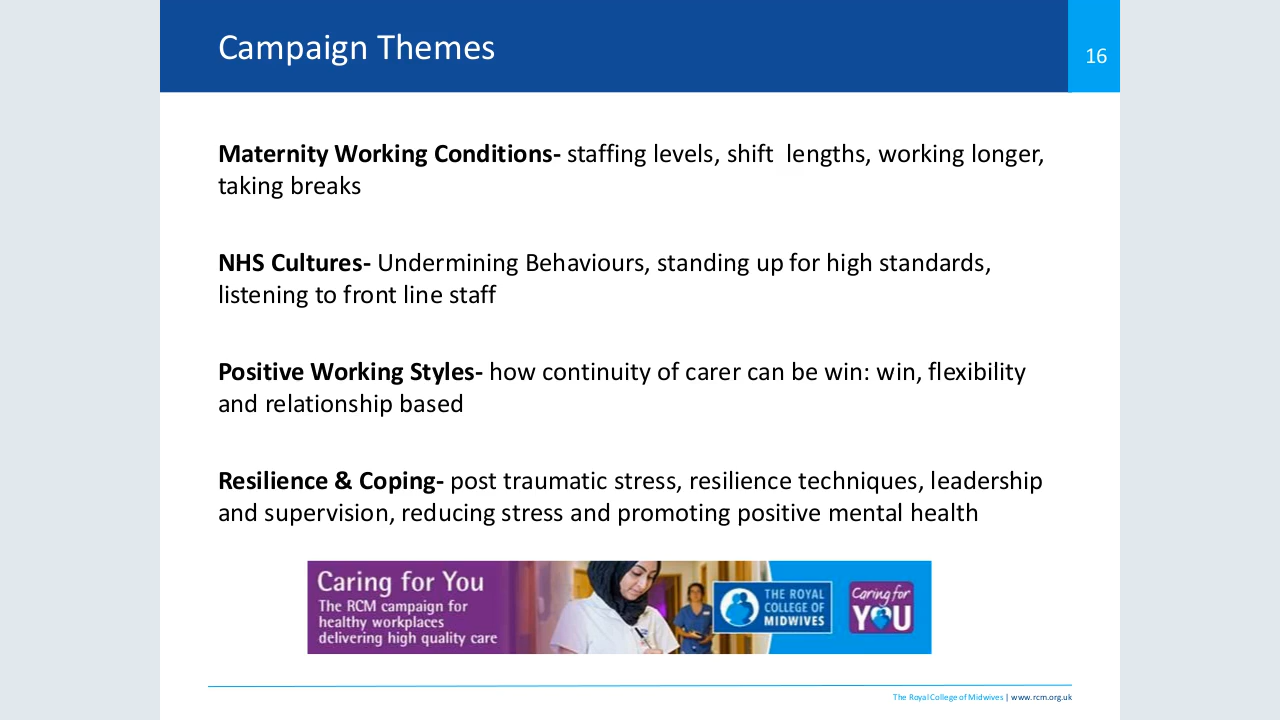 Campaign Themes
16
Maternity Working Conditions- staffing levels, shift  lengths, working longer,
taking breaks
NHS Cultures- Undermining Behaviours, standing up for high standards,
listening to front line staff
Positive Working Styles- how continuity of carer can be win: win, flexibility
and relationship based
Resilience & Coping- post traumatic stress, resilience techniques, leadership
and supervision, reducing stress and promoting positive mental health
Caring for You
The RCM campaign for
healthy workplaces
delivering high quality care
THE ROYAL
COLLEGE OF
MIDWIVES
Caring for
YOU
The Royal College of Midwives | www.rcm.org.uk